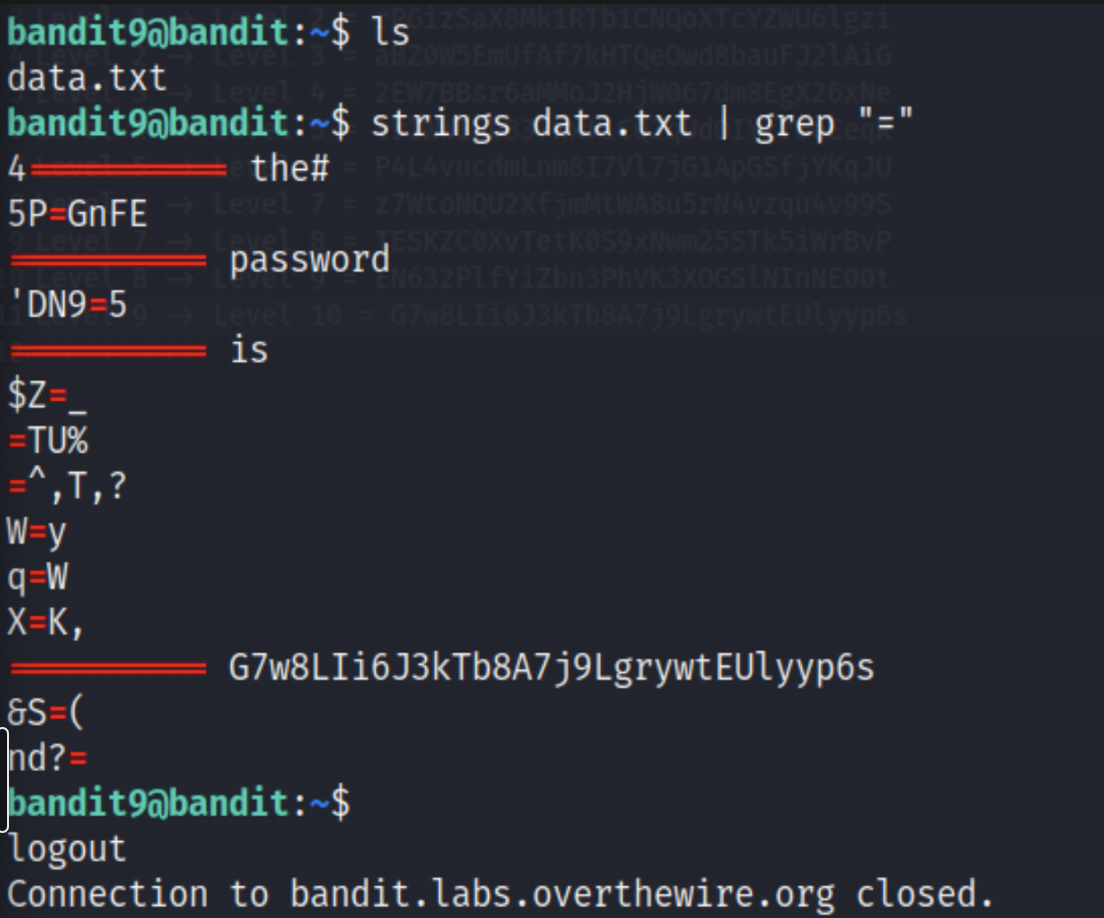 bandit9@bandit:~$ ls
data.txt
bandit9@bandit:~$ strings data.txt | grep "="
4========== the#
5P=GnFE
========== password
'DN9=5
========== is
$Z=_
=TU%
=^,T,?
W=y
q=W
X=K,
========== G7w8LIi6J3kTb8A7j9LgrywtEUlyyp6s
&S=(
nd?=
bandit9@bandit:~$
logout
Connection to bandit.labs.overthewire.org closed.